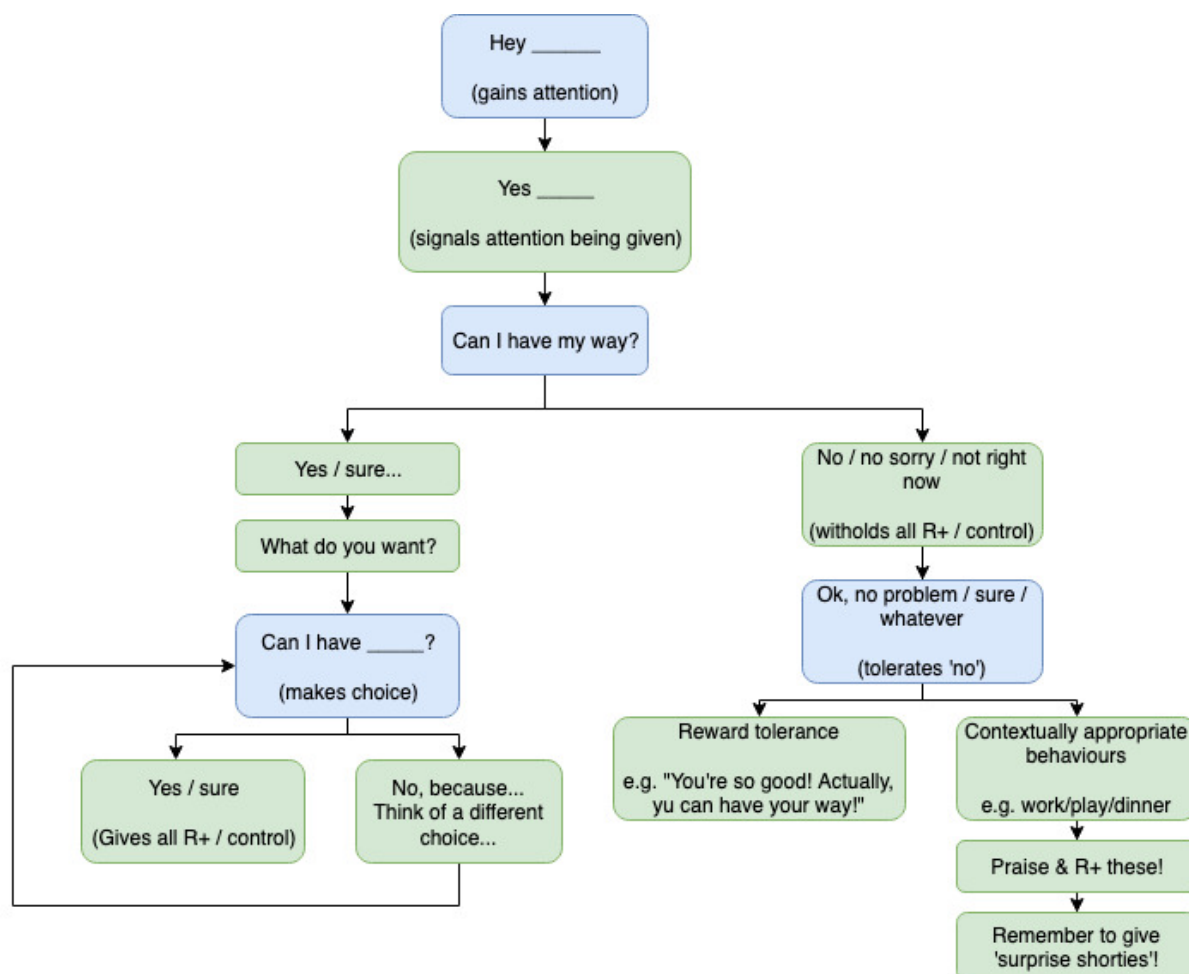 Hey ______
(gains attention)
Yes _____
(signals attention being given)
Can I have my way?
Yes / sure...
What do you want?
Can I have _____?
(makes choice)
Yes / sure
(Gives all R+ / control)
No, because...
Think of a different
choice...
No / no sorry / not right
now
(witholds all R+ / control)
Ok, no problem / sure /
whatever
(tolerates 'no')
Reward tolerance
e.g. "You're so good! Actually,
yu can have your way!"
Contextually appropriate
behaviours
e.g. work/play/dinner
Praise & R+ these!
Remember to give
'surprise shorties'!